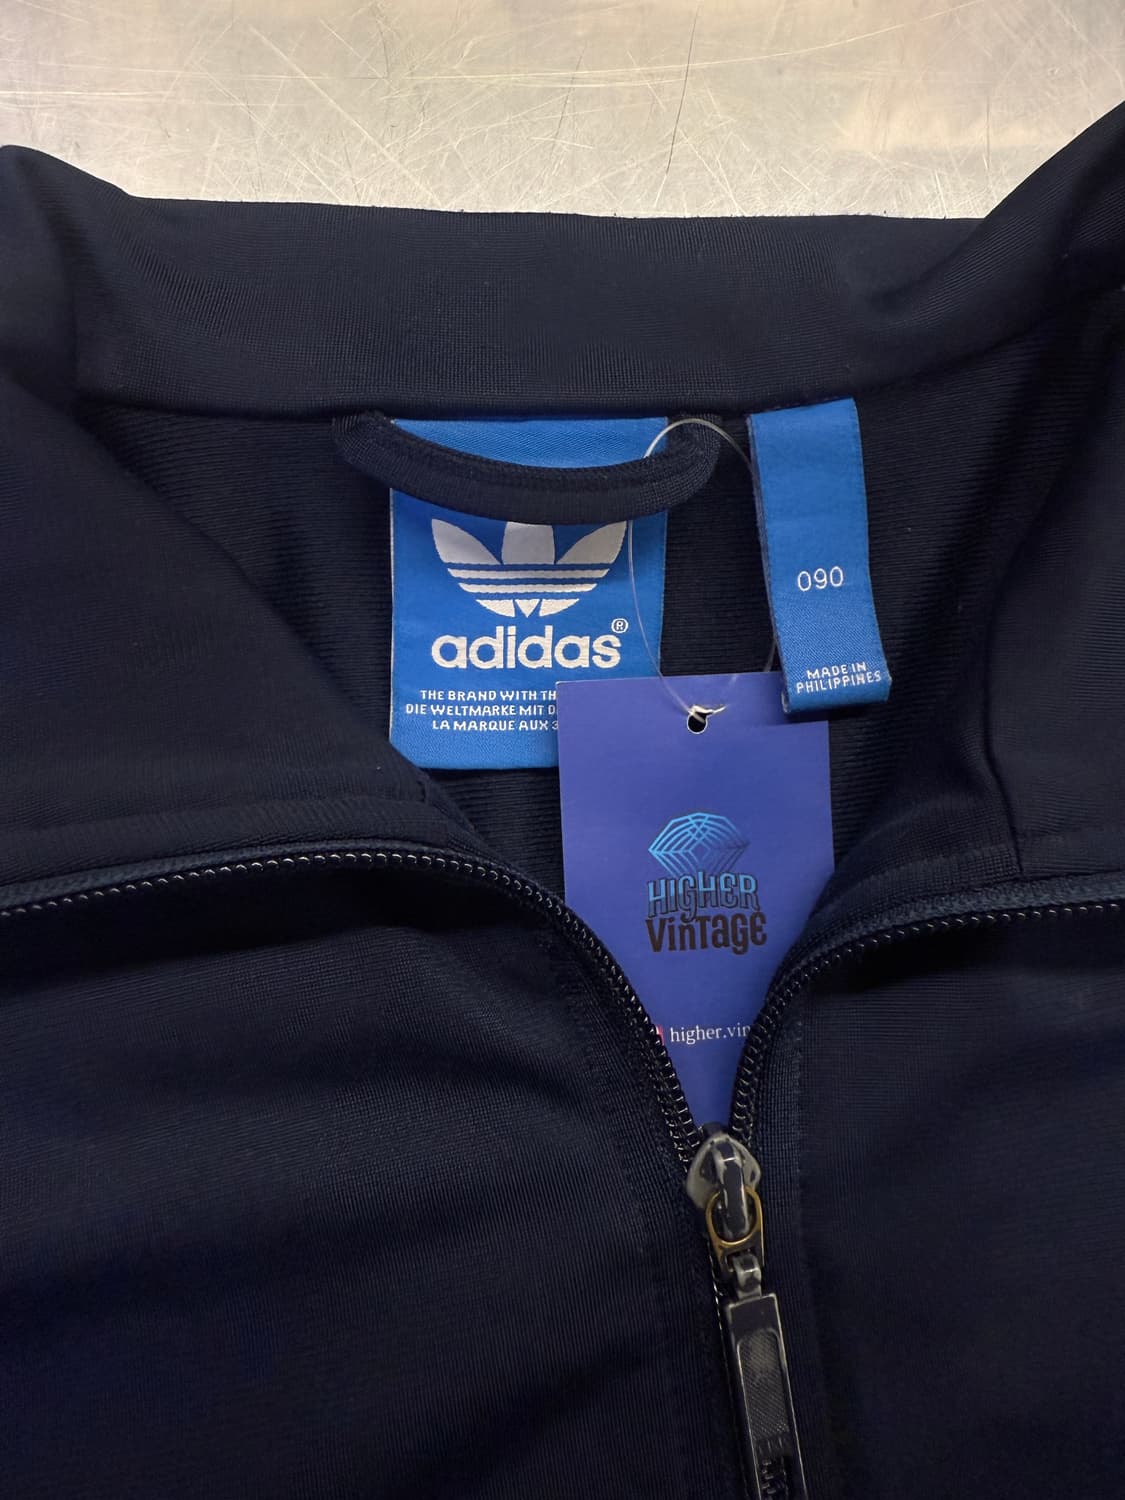 adidas®
THE BRAND WITH TH
DIE WELTMARKE MIT D
LA MARQUE AUX 3
090
MADE IN
PHILIPPINES
HIGHER
VINTAGE
higher.vin